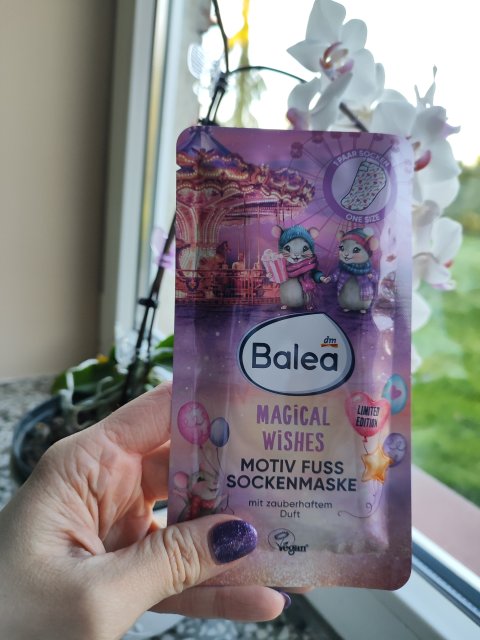 1 PAAR SOCKEN
ONE SIZE
dm
Balea
MAGICAL
WISHES
LIMITED
EDITION
MOTIV FUSS
SOCKENMASKE
mit zauberhaftem
Duft
Vegan